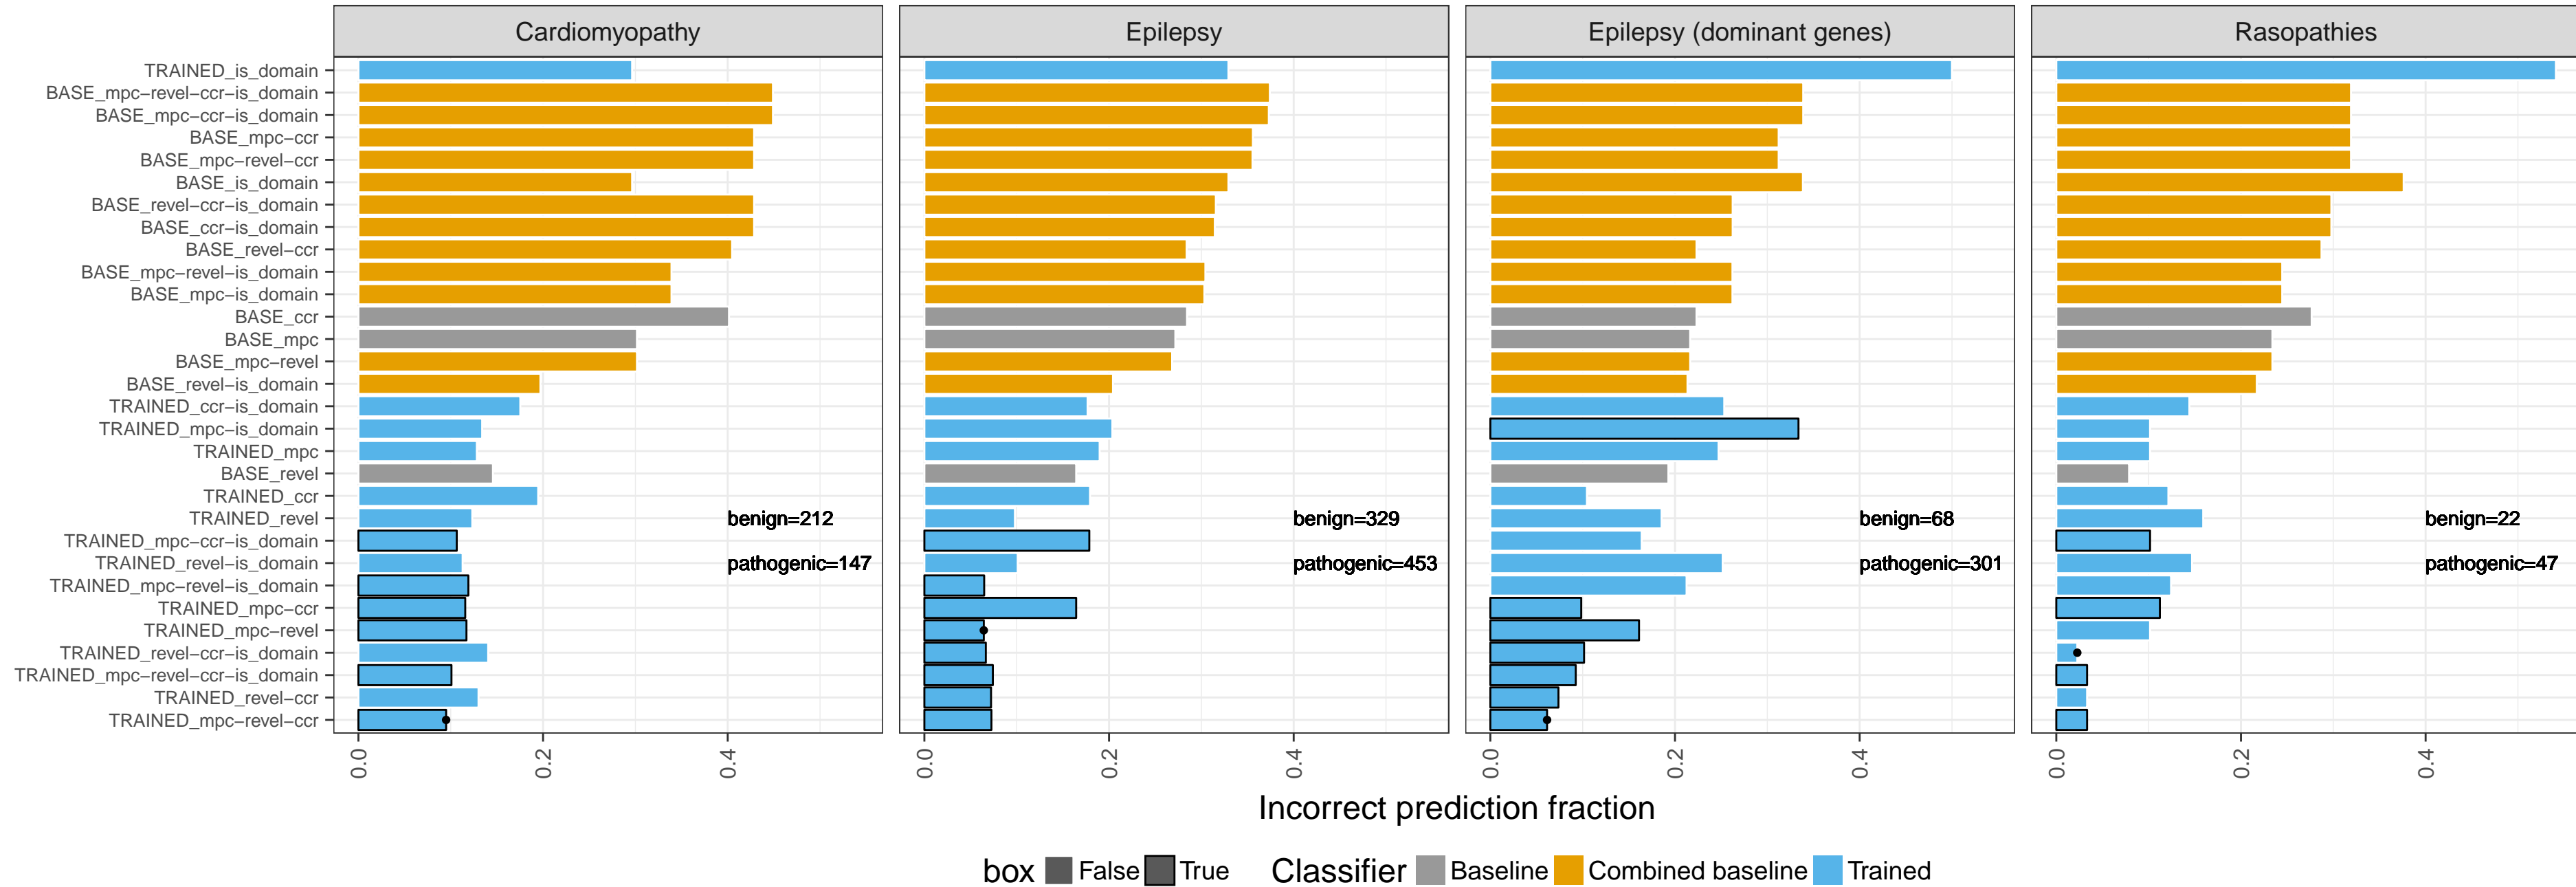 Cardiomyopathy
Epilepsy
Epilepsy (dominant genes)
Rasopathies
TRAINED_is_domain
BASE_mpc-revel-ccr-is_domain
BASE_mpc-ccr-is_domain
BASE_mpc-ccr
BASE_mpc-revel-ccr
BASE_is_domain
BASE_revel-ccr-is_domain
BASE_ccr-is_domain
BASE_revel-ccr
BASE_mpc-revel-is_domain
BASE_mpc-is_domain
BASE_ccr
BASE_mpc
BASE_mpc-revel
BASE_revel-is_domain
TRAINED_ccr-is_domain
TRAINED_mpc-is_domain
TRAINED_mpc
BASE_revel
TRAINED_ccr
TRAINED_revel
TRAINED_mpc-ccr-is_domain
TRAINED_revel-is_domain
TRAINED_mpc-revel-is_domain
TRAINED_mpc-ccr
TRAINED_mpc-revel
TRAINED_revel-ccr-is_domain
TRAINED_mpc-revel-ccr-is_domain
TRAINED_revel-ccr
TRAINED_mpc-revel-ccr
benign=212
pathogenic=147
benign=329
pathogenic=453
benign=68
pathogenic=301
benign=22
pathogenic=47
0.0 0.2 0.4
0.0 0.2 0.4
0.0 0.2 0.4
0.0 0.2 0.4
Incorrect prediction fraction
box False True Classifier Baseline Combined baseline Trained